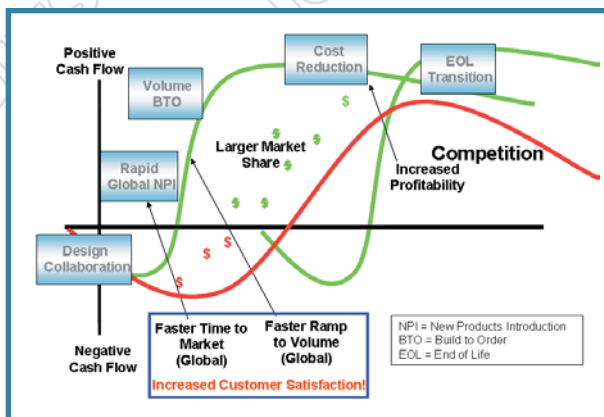 Positive
Cash Flow
Volume
BTO
Cost
Reduction
EOL
Transition
$
Larger Market
Share
$
$
$
Increased
Profitability
Competition
Rapid
Global NPI
$
$
Design
Collaboration
$
$
$
Faster Time to
Market
(Global)
Faster Ramp
to Volume
(Global)
Increased Customer Satisfaction!
Negative
Cash Flow
NPI = New Products Introduction
BTO = Build to Order
EOL = End of Life